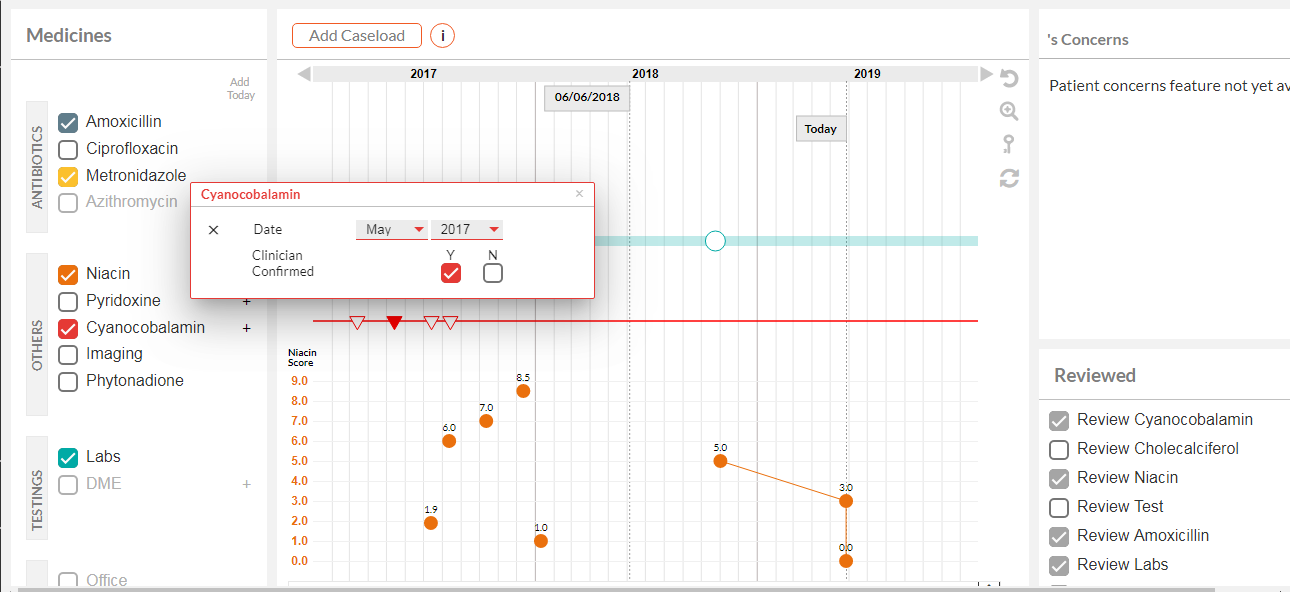 Medicines
Add
Today
ANTIBIOTICS
Amoxicillin
Ciprofloxacin
Metronidazole
Azithromycin
OTHERS
Niacin
Pyridoxine +
Cyanocobalamin +
Imaging
Phytonadione
TESTINGS
Labs
DME +
Office
Add Caseload i
2017 2018 2019
06/06/2018
Today
Cyanocobalamin ×
× Date May 2017
Clinician
Confirmed
Y N
Niacin
Score
9.0
8.0
7.0
6.0
5.0
4.0
3.0
2.0
1.0
0.0
1.9
6.0
7.0
8.5
1.0
5.0
3.0
0.0
's Concerns
Patient concerns feature not yet
Reviewed
Review Cyanocobalamin
Review Cholecalciferol
Review Niacin
Review Test
Review Amoxicillin
Review Labs